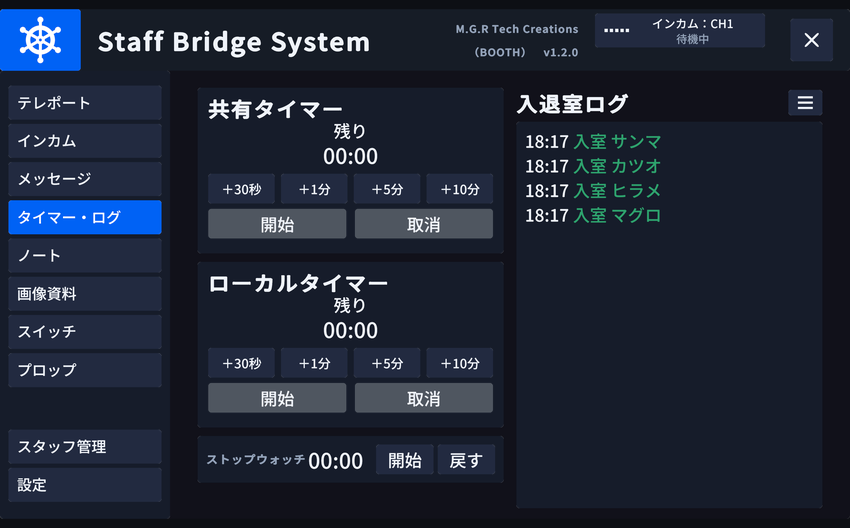 Staff Bridge System
M.G.R Tech Creations
（BOOTH） v1.2.0
インカム：CH1
待機中
テレポート
インカム
メッセージ
タイマー・ログ
ノート
画像資料
スイッチ
プロップ
スタッフ管理
設定
共有タイマー
残り
00:00
＋30秒 ＋1分 ＋5分 ＋10分
開始 取消
ローカルタイマー
残り
00:00
＋30秒 ＋1分 ＋5分 ＋10分
開始 取消
ストップウォッチ 00:00 開始 戻す
入退室ログ
18:17 入室 サンマ
18:17 入室 カツオ
18:17 入室 ヒラメ
18:17 入室 マグロ